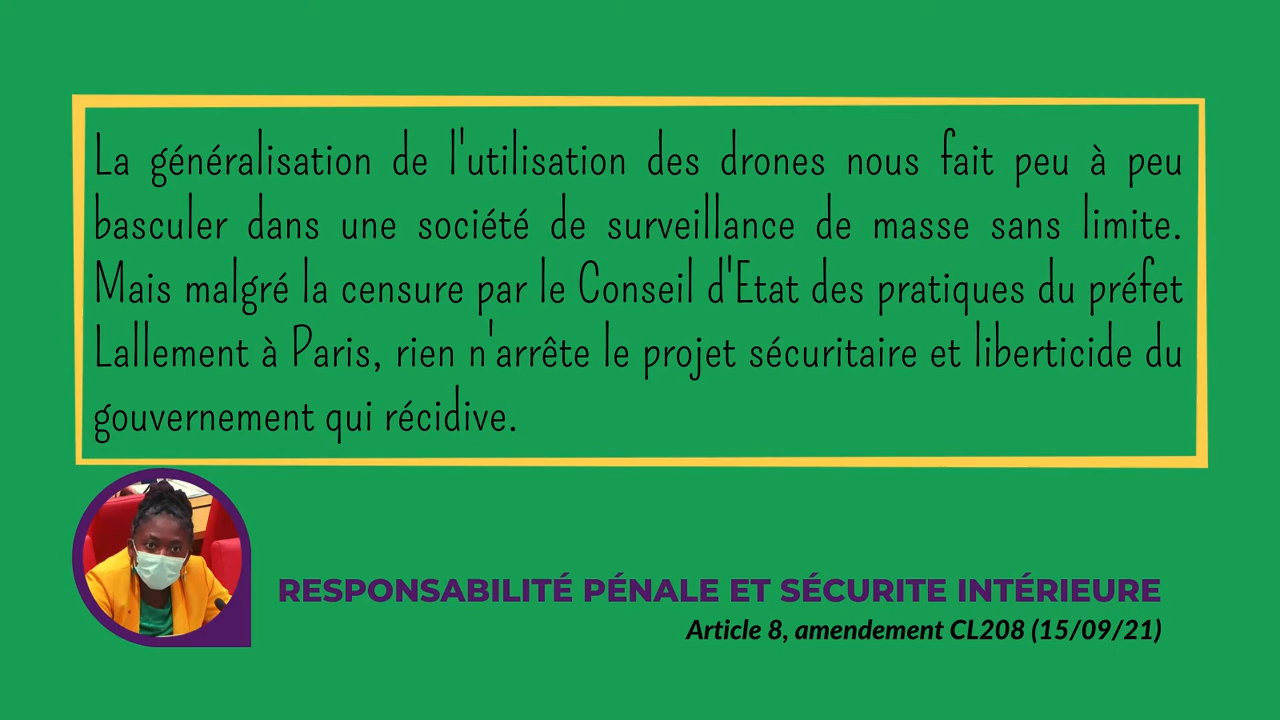 La généralisation de l'utilisation des drones nous fait peu à peu
basculer dans une société de surveillance de masse sans limite.
Mais malgré la censure par le Conseil d'Etat des pratiques du préfet
Lallement à Paris, rien n'arrête le projet sécuritaire et liberticide du
gouvernement qui récidive.
RESPONSABILITÉ PÉNALE ET SÉCURITE INTÉRIEURE
Article 8, amendement CL208 (15/09/21)